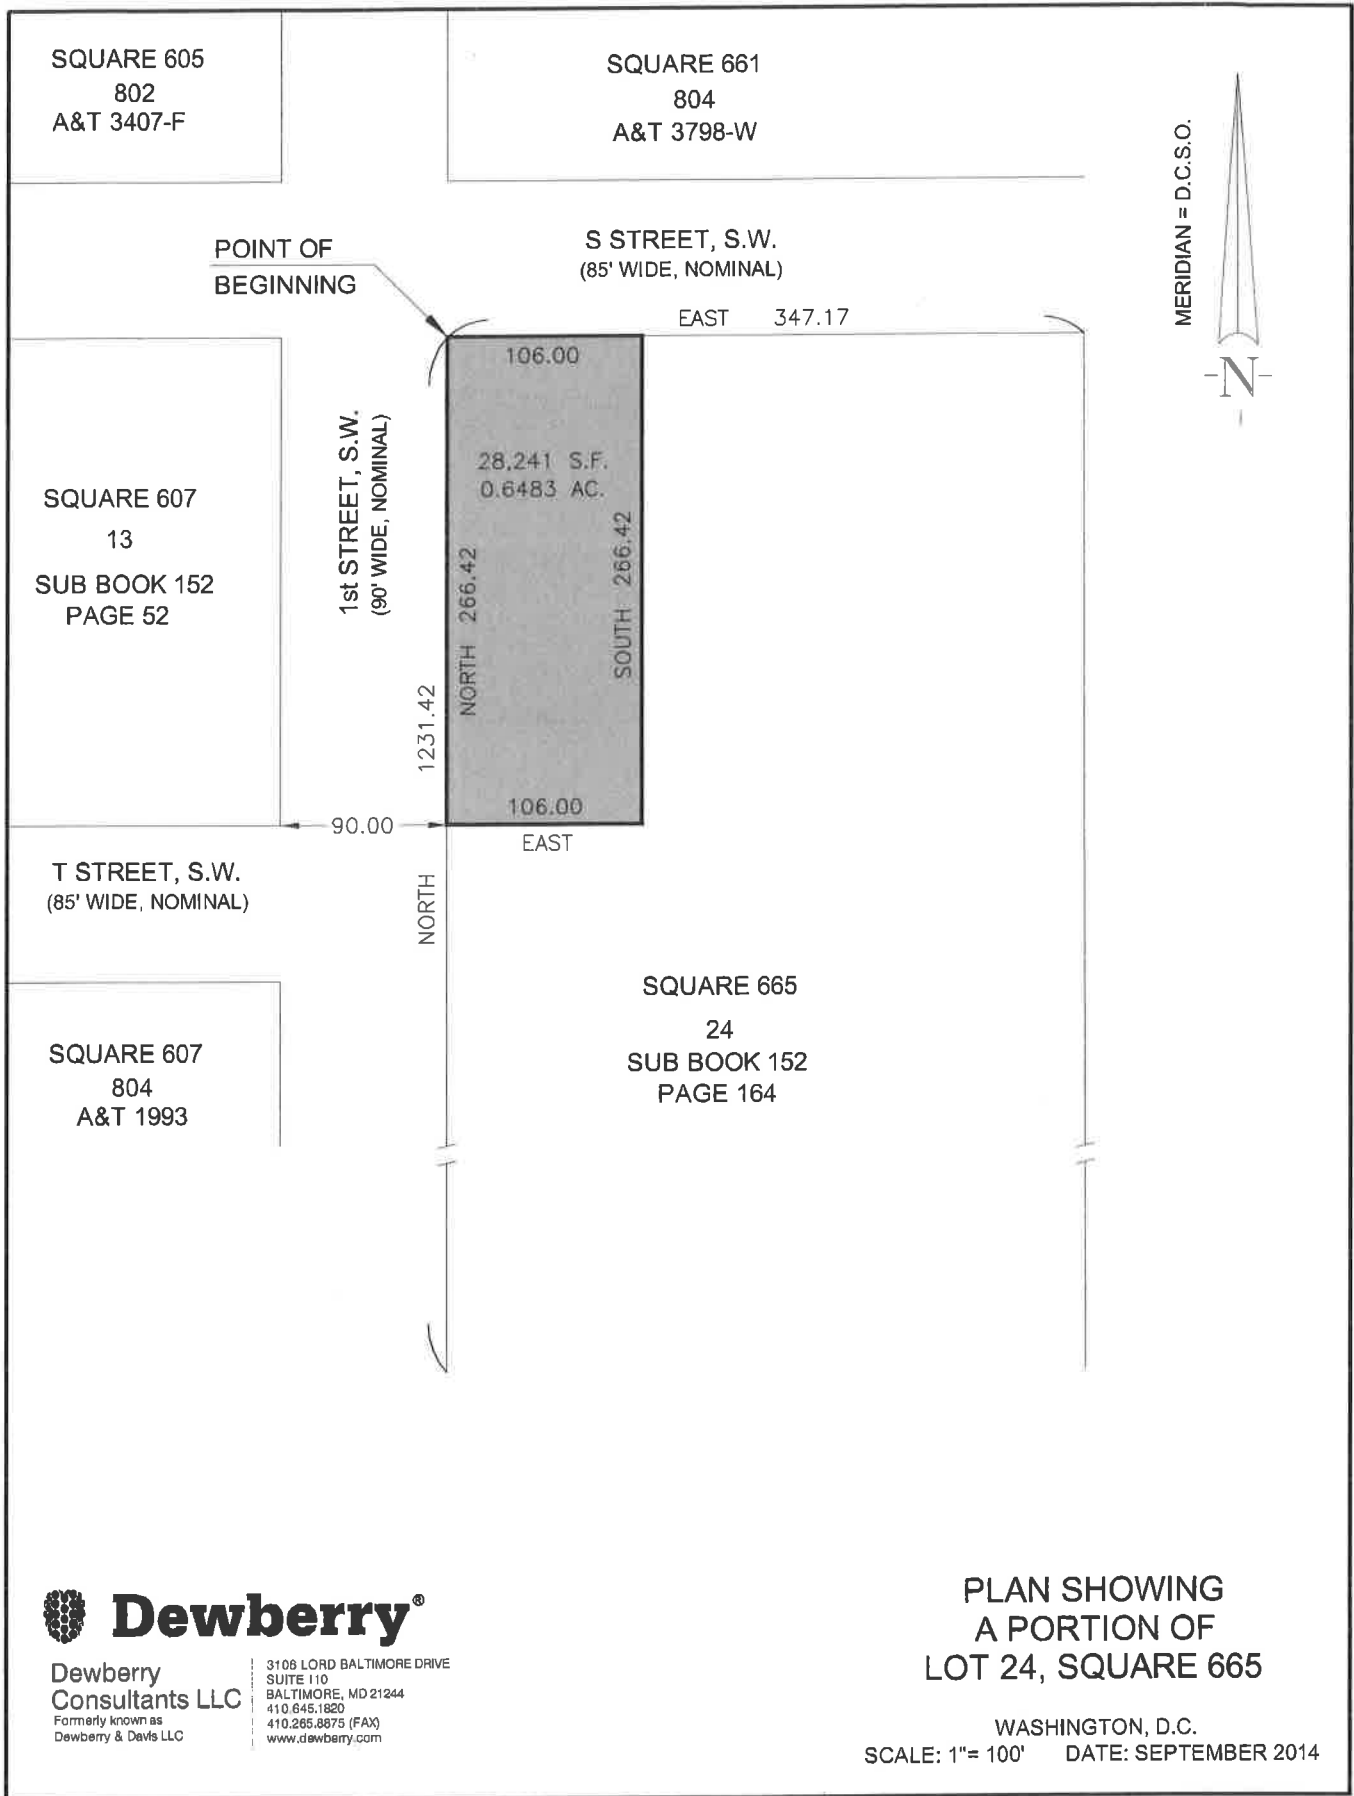 SQUARE 605
802
A&T 3407-F
SQUARE 661
804
A&T 3798-W
MERIDIAN = D.C.S.O.
-N-
POINT OF
BEGINNING
S STREET, S.W.
(85' WIDE, NOMINAL)
EAST 347.17
106.00
28,241 S.F.
0.6483 AC.
1st STREET, S.W.
(90' WIDE, NOMINAL)
NORTH 266.42
SOUTH 266.42
SQUARE 607
13
SUB BOOK 152
PAGE 52
1231.42
NORTH
106.00
EAST
90.00
T STREET, S.W.
(85' WIDE, NOMINAL)
SQUARE 665
24
SUB BOOK 152
PAGE 164
SQUARE 607
804
A&T 1993
Dewberry®
Dewberry
Consultants LLC
Formerly known as
Dewberry & Davis LLC
3106 LORD BALTIMORE DRIVE
SUITE 110
BALTIMORE, MD 21244
410.645.1820
410.265.8875 (FAX)
www.dewberry.com
PLAN SHOWING
A PORTION OF
LOT 24, SQUARE 665
WASHINGTON, D.C.
SCALE: 1"= 100' DATE: SEPTEMBER 2014